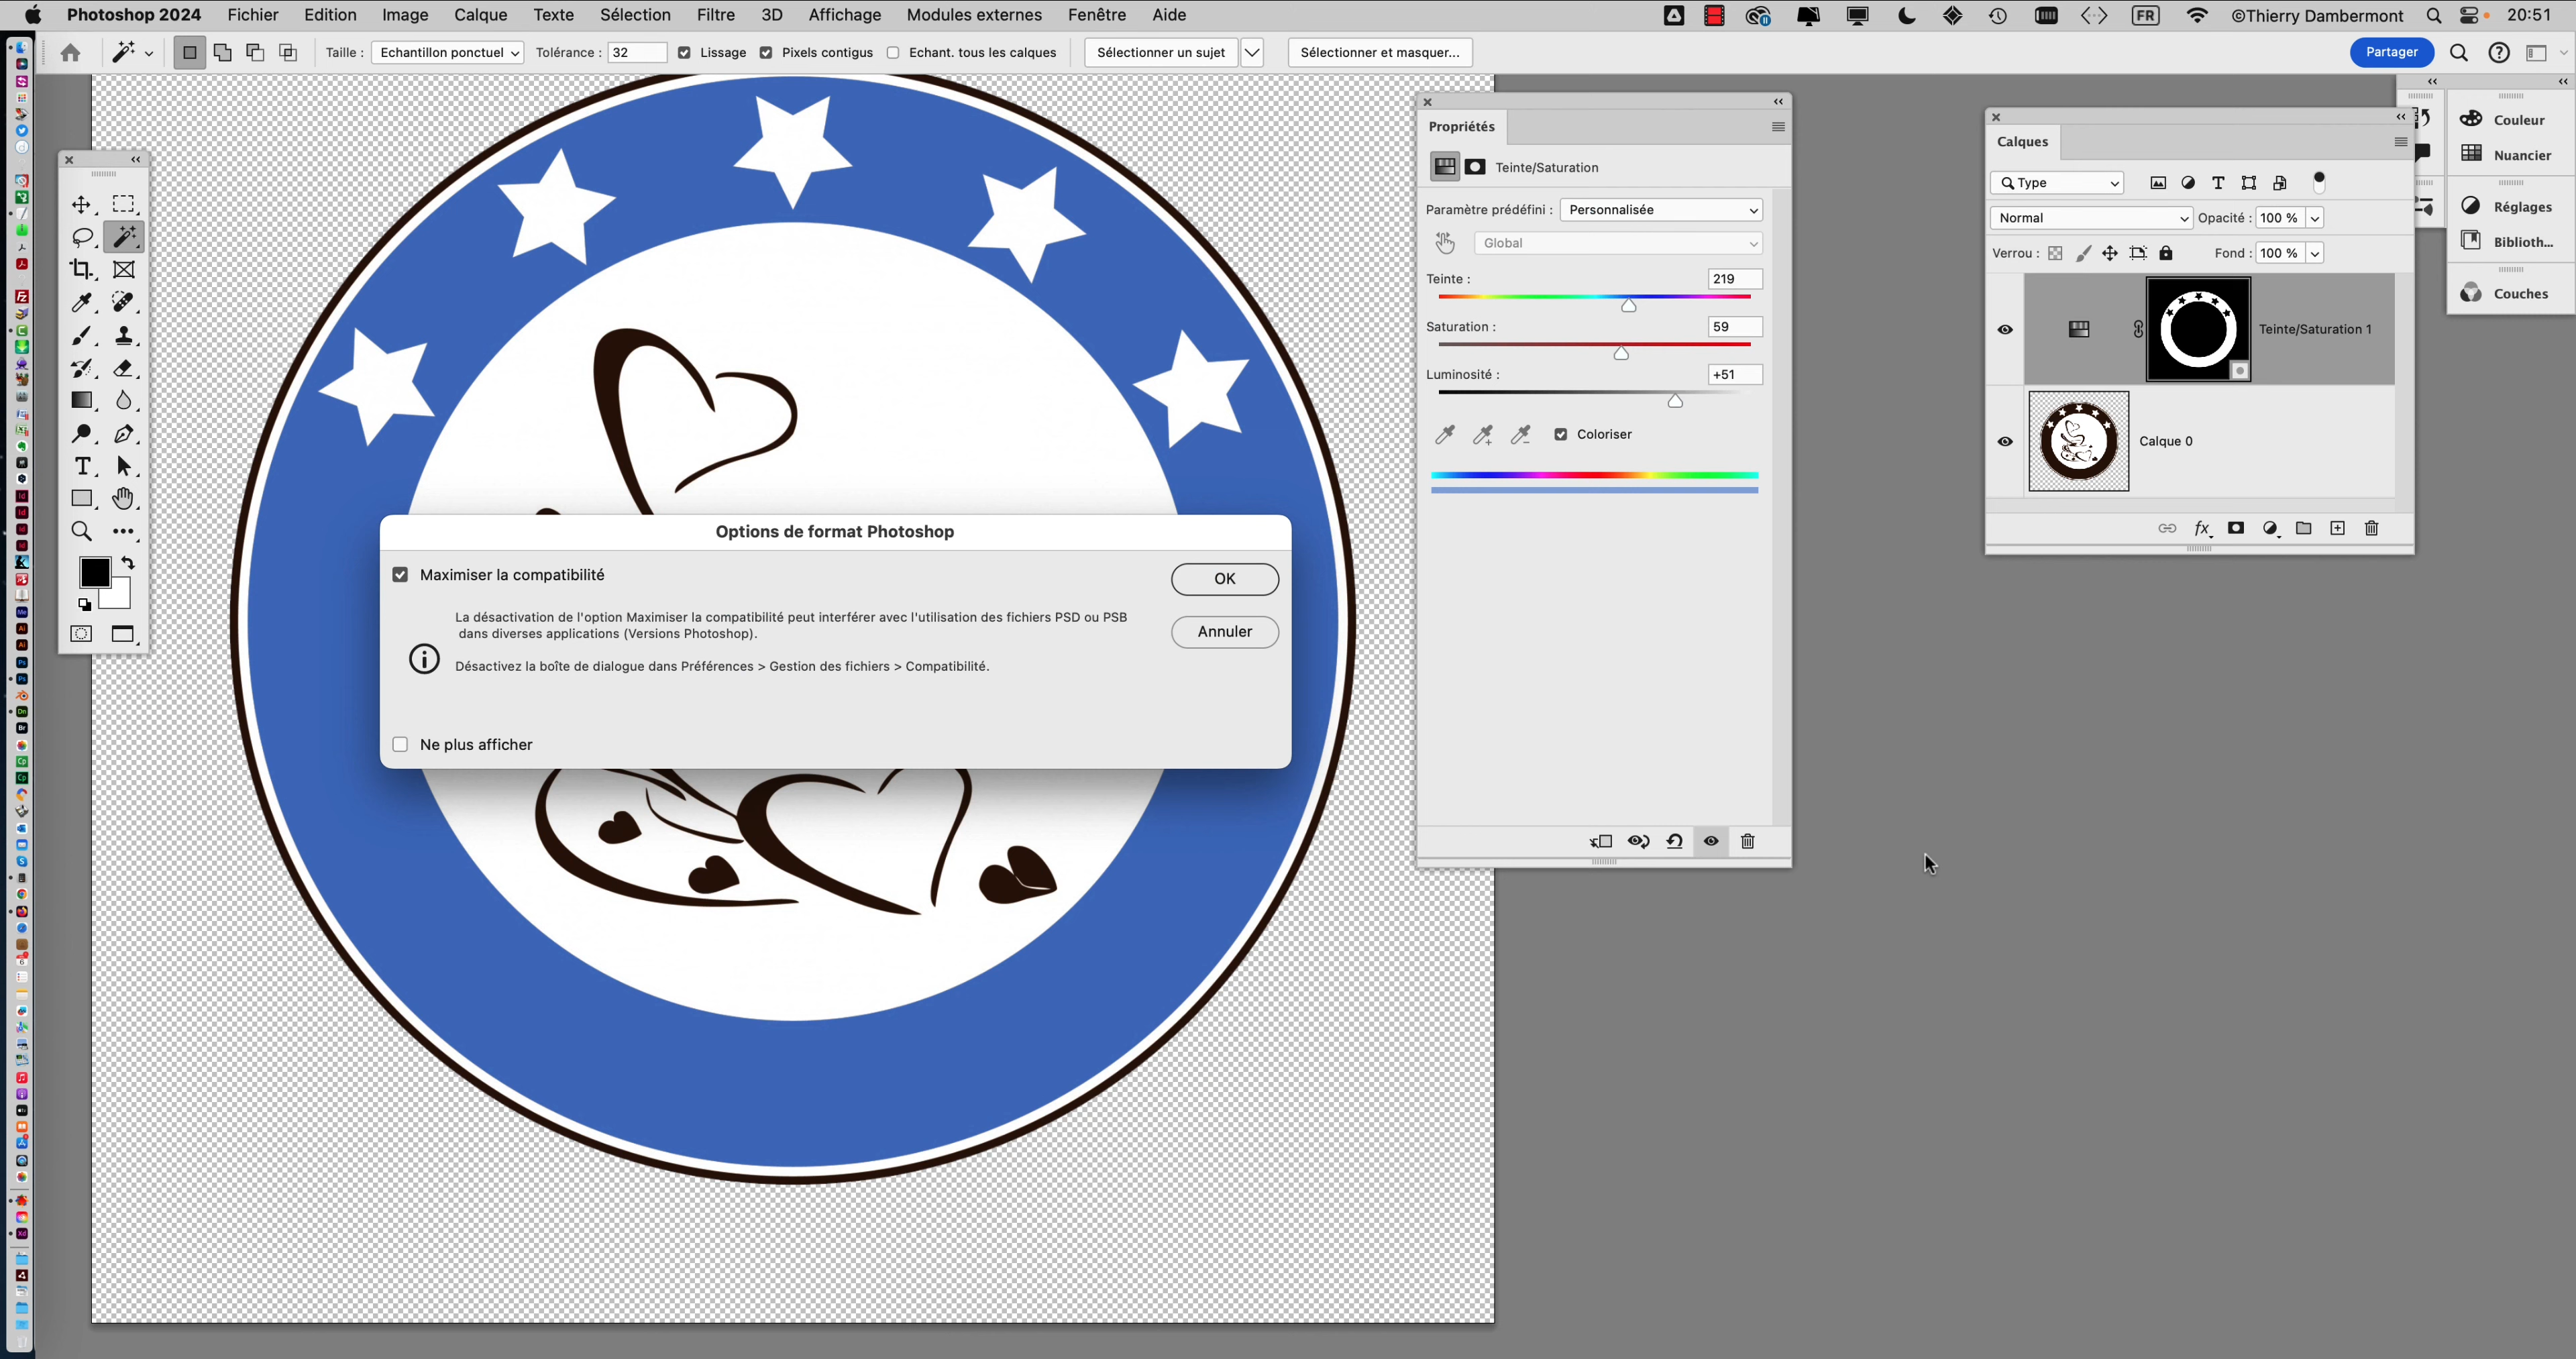 Photoshop 2024 Fichier Edition Image Calque Texte Sélection Filtre 3D Affichage Modules externes Fenêtre Aide FR ©Thierry Dambermont 20:51
Taille : Echantillon ponctuel Tolérance : 32 Lissage Pixels contigus Echant. tous les calques Sélectionner un sujet Sélectionner et masquer... Partager
Propriétés
Teinte/Saturation
Paramètre prédéfini : Personnalisée
Global
Teinte : 219
Saturation : 59
Luminosité : +51
Coloriser
Calques
Type
Normal Opacité : 100 %
Verrou : Fond : 100 %
Teinte/Saturation 1
Calque 0
Couleur
Nuancier
Réglages
Biblioth...
Couches
Options de format Photoshop
Maximiser la compatibilité
OK
La désactivation de l'option Maximiser la compatibilité peut interférer avec l'utilisation des fichiers PSD ou PSB
dans diverses applications (Versions Photoshop).
Annuler
Désactivez la boîte de dialogue dans Préférences > Gestion des fichiers > Compatibilité.
Ne plus afficher